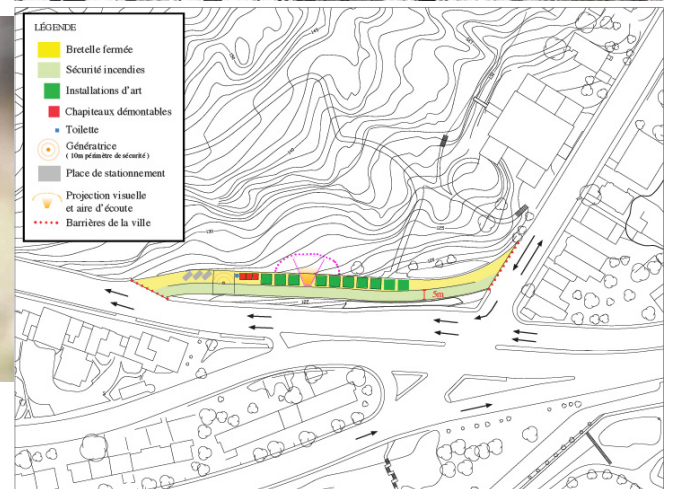 LÉGENDE
Bretelle fermée
Sécurité incendies
Installations d'art
Chapiteaux démontables
Toilette
Génératrice
( 10m périmètre de sécurité )
Place de stationnement
Projection visuelle
et aire d'écoute
Barrières de la ville
5m